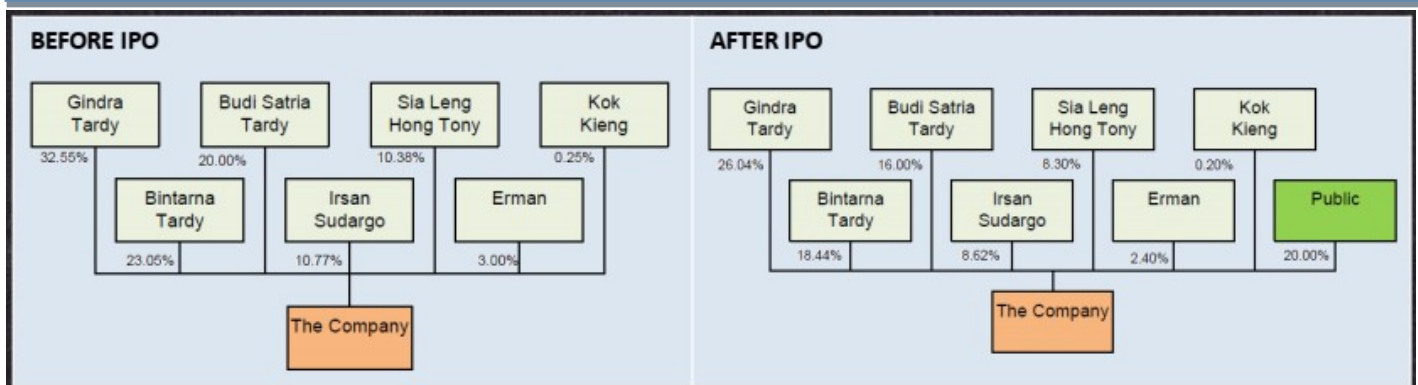 BEFORE IPO
Gindra
Tardy
Budi Satria
Tardy
Sia Leng
Hong Tony
Kok
Kieng
32.55%
20.00%
10.38%
0.25%
Bintarna
Tardy
Irsan
Sudargo
Erman
23.05%
10.77%
3.00%
The Company
AFTER IPO
Gindra
Tardy
Budi Satria
Tardy
Sia Leng
Hong Tony
Kok
Kieng
26.04%
16.00%
8.30%
0.20%
Bintarna
Tardy
Irsan
Sudargo
Erman
Public
18.44%
8.62%
2.40%
20.00%
The Company